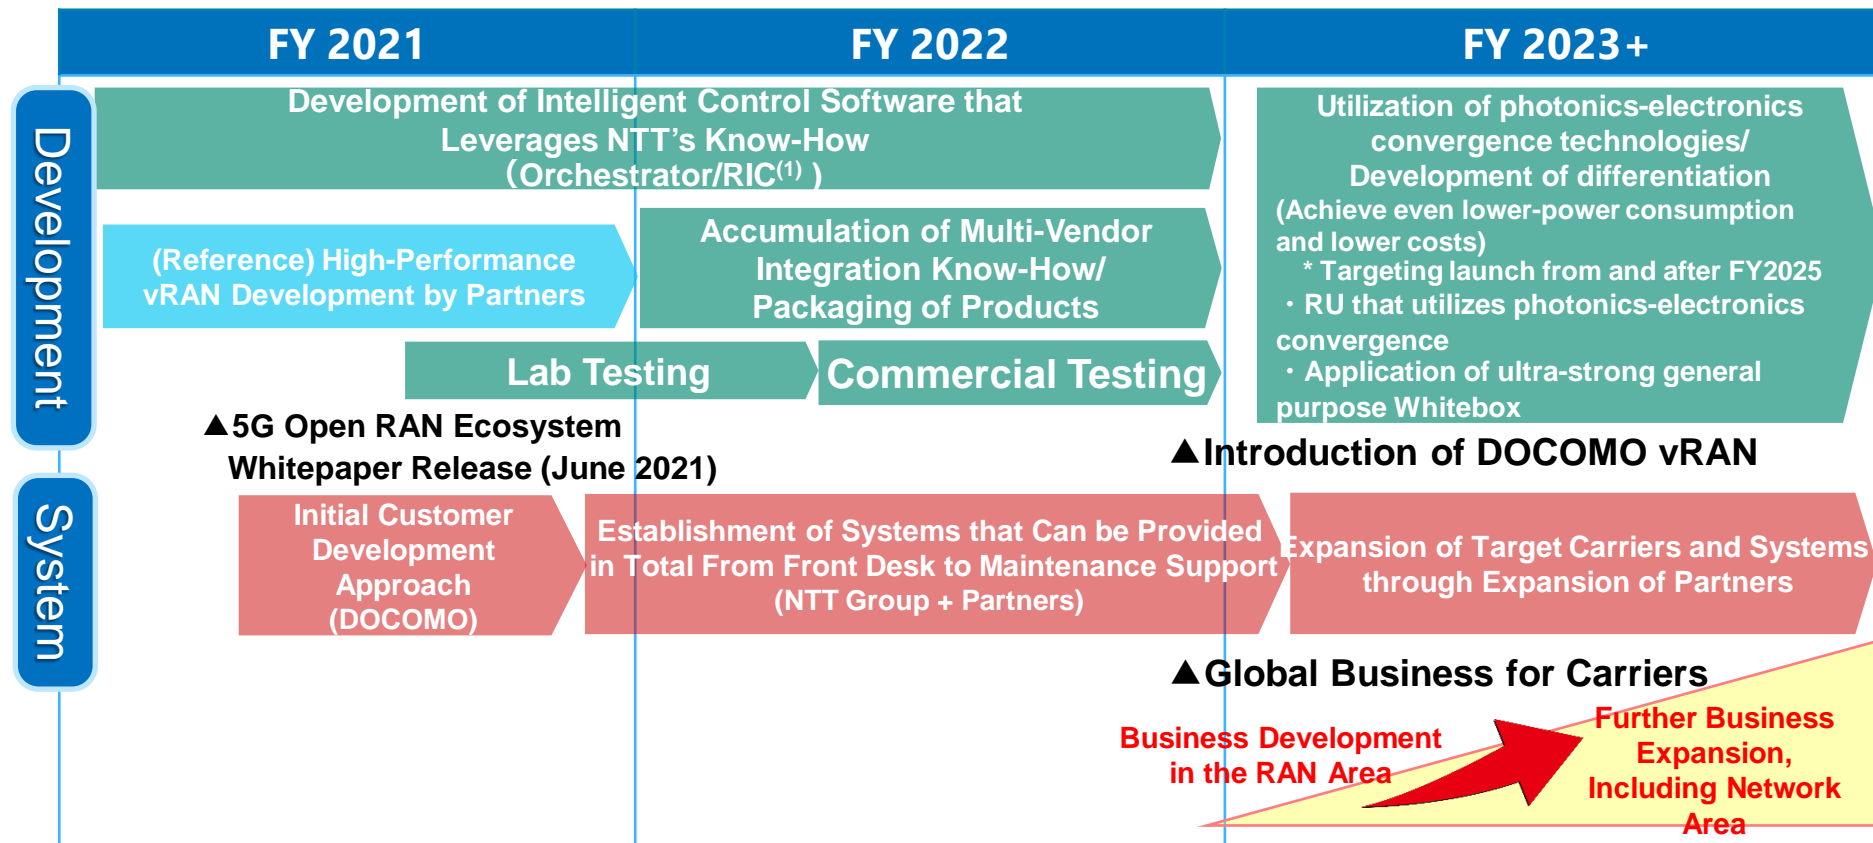 FY 2021
FY 2022
FY 2023+
Development
Development of Intelligent Control Software that
Leverages NTT's Know-How
(Orchestrator/RIC(1) )
Utilization of photonics-electronics
convergence technologies/
Development of differentiation
(Achieve even lower-power consumption
and lower costs)
* Targeting launch from and after FY2025
・RU that utilizes photonics-electronics
convergence
・Application of ultra-strong general
purpose Whitebox
(Reference) High-Performance
vRAN Development by Partners
Accumulation of Multi-Vendor
Integration Know-How/
Packaging of Products
Lab Testing
Commercial Testing
▲5G Open RAN Ecosystem
Whitepaper Release (June 2021)
▲Introduction of DOCOMO vRAN
System
Initial Customer
Development
Approach
(DOCOMO)
Establishment of Systems that Can be Provided
in Total From Front Desk to Maintenance Support
(NTT Group + Partners)
Expansion of Target Carriers and Systems
through Expansion of Partners
▲Global Business for Carriers
Business Development
in the RAN Area
Further Business
Expansion,
Including Network
Area